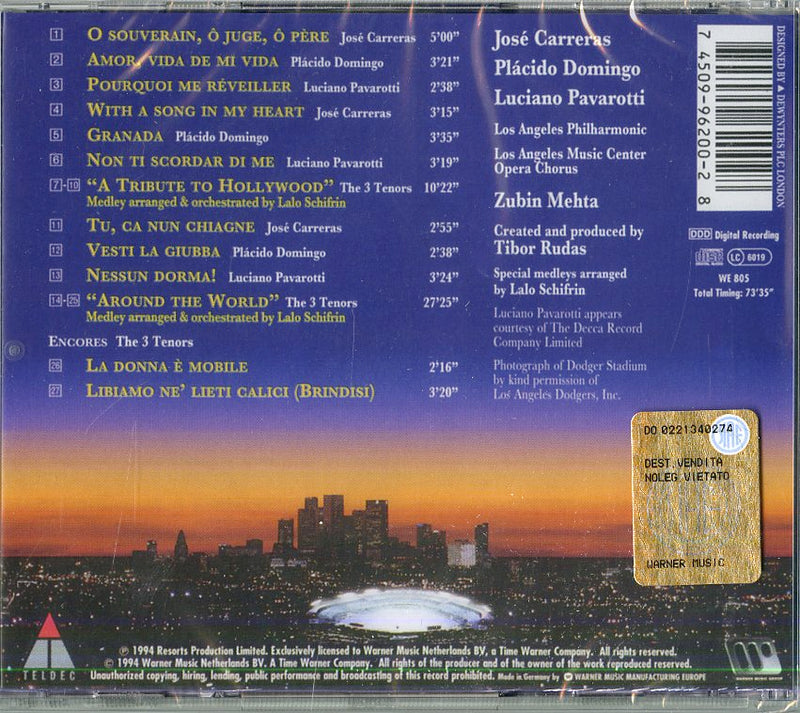 1 O SOUVERAIN, Ô JUGE, Ô PÈRE José Carreras 5'00"
2 AMOR, VIDA DE MI VIDA Plácido Domingo 3'21"
3 POURQUOI ME RÉVEILLER Luciano Pavarotti 2'38"
4 WITH A SONG IN MY HEART José Carreras 3'15"
5 GRANADA Plácido Domingo 3'35"
6 NON TI SCORDAR DI ME Luciano Pavarotti 3'19"
7-10 "A TRIBUTE TO HOLLYWOOD" The 3 Tenors 10'22"
Medley arranged & orchestrated by Lalo Schifrin
11 TU, CA NUN CHIAGNE José Carreras 2'55"
12 VESTI LA GIUBBA Plácido Domingo 2'38"
13 NESSUN DORMA! Luciano Pavarotti 3'24"
14-25 "AROUND THE WORLD" The 3 Tenors 27'25"
Medley arranged & orchestrated by Lalo Schifrin
ENCORES The 3 Tenors
26 LA DONNA È MOBILE 2'16"
27 LIBIAMO NE' LIETI CALICI (BRINDISI) 3'20"
José Carreras
Plácido Domingo
Luciano Pavarotti
Los Angeles Philharmonic
Los Angeles Music Center
Opera Chorus
Zubin Mehta
Created and produced by
Tibor Rudas
Special medleys arranged
by Lalo Schifrin
Luciano Pavarotti appears
courtesy of The Decca Record
Company Limited
Photograph of Dodger Stadium
by kind permission of
Los Angeles Dodgers, Inc.
7 45099-96200-2 8
DESIGNED BY DEWYNTERS PLC LONDON
DDD Digital Recording
LC 6019
WE 805
Total Timing: 73'35"
DO 0221340274
DEST.VENDITA
NOLEG VIETATO
WARNER MUSIC
TELDEC
℗ 1994 Resorts Production Limited. Exclusively licensed to Warner Music Netherlands BV, a Time Warner Company. All rights reserved.
© 1994 Warner Music Netherlands BV. A Time Warner Company. All rights of the producer and of the owner of the work reproduced reserved.
Unauthorized copying, hiring, lending, public performance and broadcasting of this record prohibited. Made in Germany by WARNER MUSIC MANUFACTURING EUROPE
WARNER MUSIC GROUP